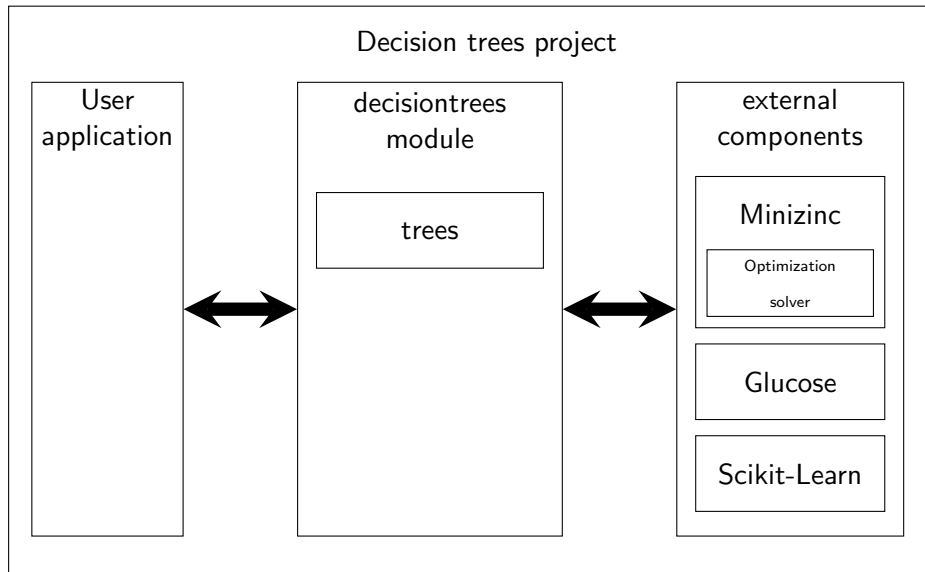 Decision trees project
User
application
decisiontrees
module
trees
external
components
Minizinc
Optimization
solver
Glucose
Scikit-Learn